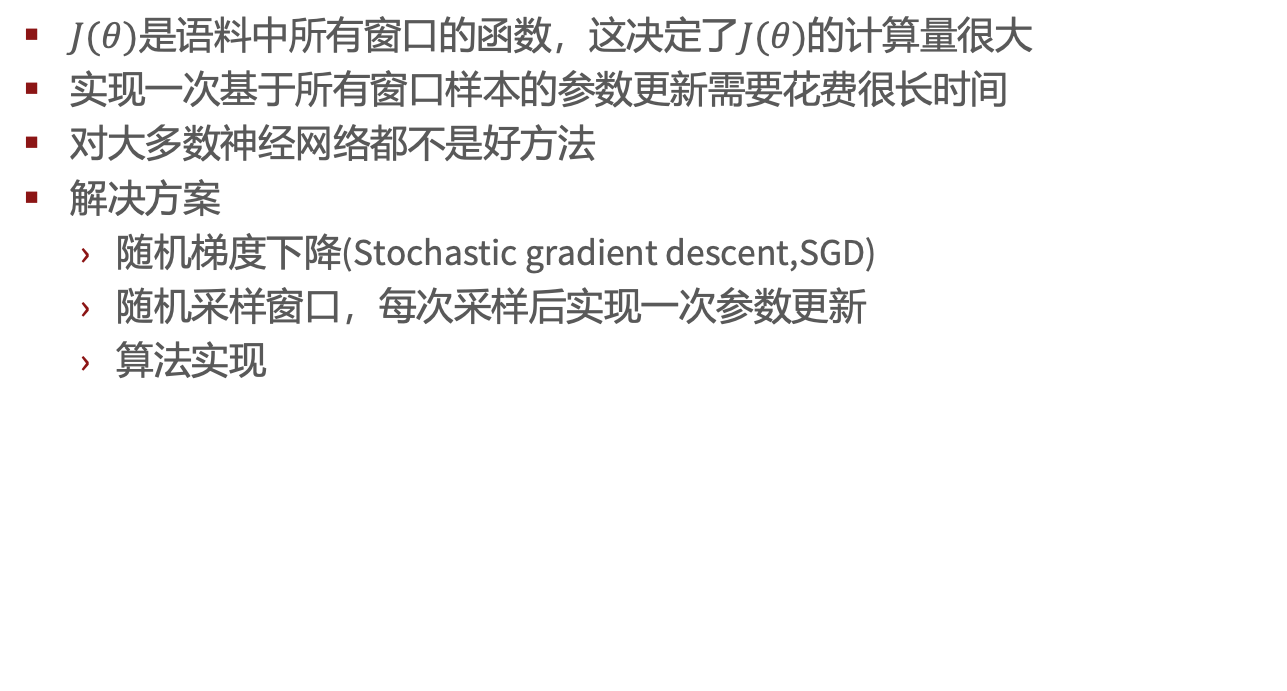 ▪ 𝐽(𝜃)是语料中所有窗口的函数，这决定了𝐽(𝜃)的计算量很大
▪ 实现一次基于所有窗口样本的参数更新需要花费很长时间
▪ 对大多数神经网络都不是好方法
▪ 解决方案
› 随机梯度下降(Stochastic gradient descent,SGD)
› 随机采样窗口，每次采样后实现一次参数更新
› 算法实现